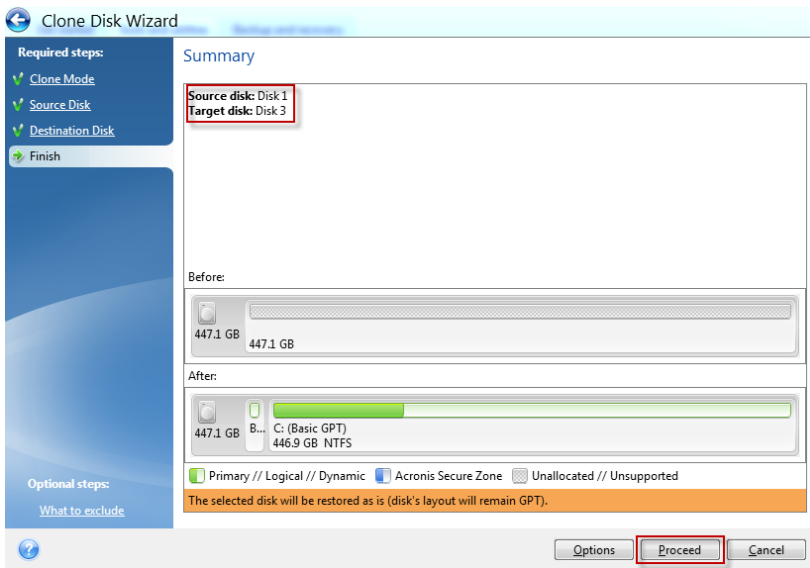 Clone Disk Wizard
Required steps:
Clone Mode
Source Disk
Destination Disk
Finish
Optional steps:
What to exclude
Summary
Source disk: Disk 1
Target disk: Disk 3
Before:
447.1 GB
447.1 GB
After:
447.1 GB
B...
C: (Basic GPT)
446.9 GB NTFS
Primary // Logical // Dynamic Acronis Secure Zone Unallocated // Unsupported
The selected disk will be restored as is (disk's layout will remain GPT).
?
Options Proceed Cancel